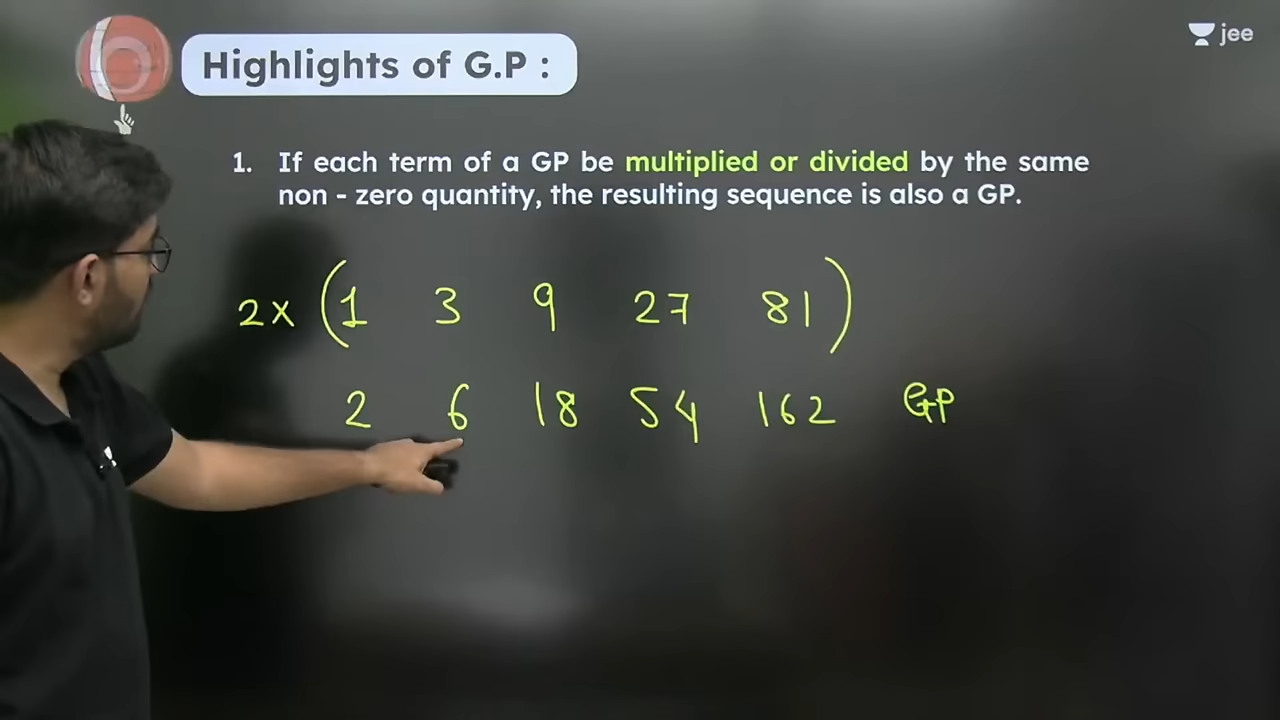 jee
Highlights of G.P :
1. If each term of a GP be multiplied or divided by the same
non - zero quantity, the resulting sequence is also a GP.
2x (1 3 9 27 81)
2 6 18 54 162 GP